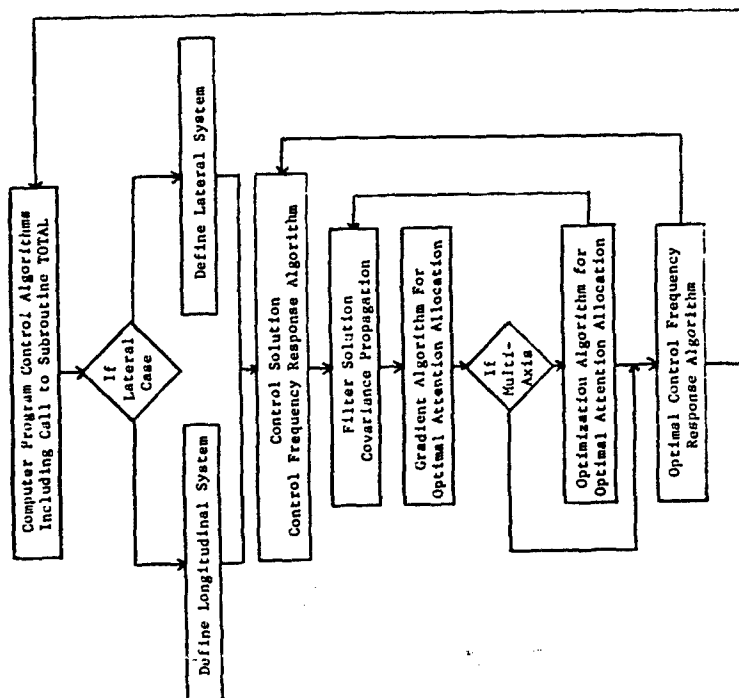 Computer Program Control Algorithms
Including Call to Subroutine TOTAL
If
Lateral
Case
Define Longitudinal System
Define Lateral System
Control Solution
Control Frequency Response Algorithm
Filter Solution
Covariance Propagation
Gradient Algorithm For
Optimal Attention Allocation
If
Multi-
Axis
Optimization Algorithm for
Optimal Attention Allocation
Optimal Control Frequency
Response Algorithm